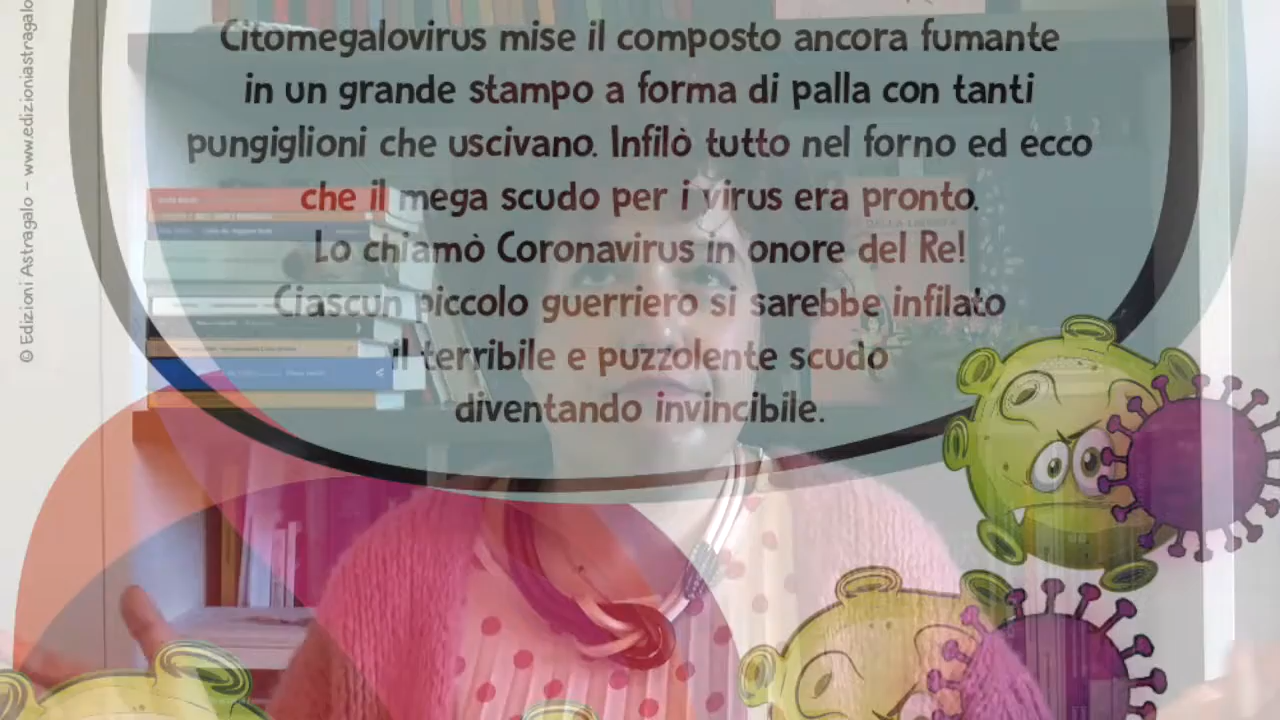 Citomegalovirus mise il composto ancora fumante
in un grande stampo a forma di palla con tanti
pungiglioni che uscivano. Infilò tutto nel forno ed ecco
che il mega scudo per i virus era pronto.
Lo chiamò Coronavirus in onore del Re!
Ciascun piccolo guerriero si sarebbe infilato
il terribile e puzzolente scudo
diventando invincibile.
© Edizioni Astragalo – www.edizioniastragalo